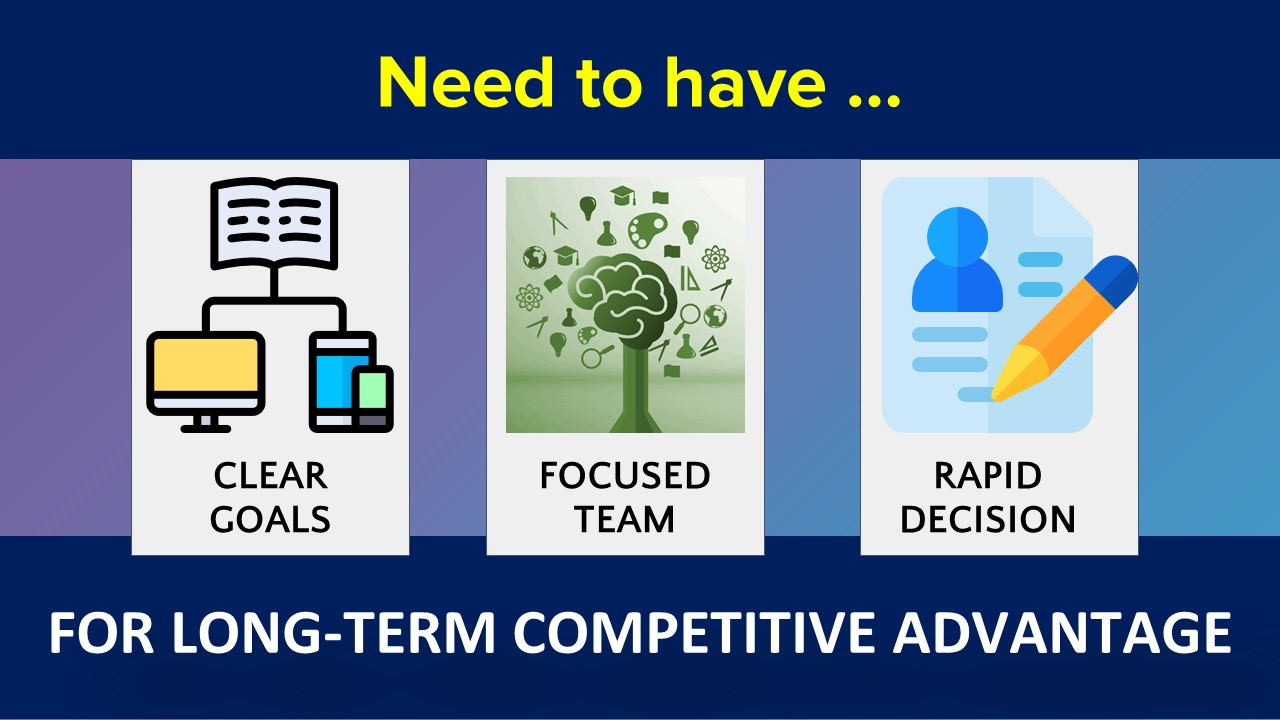 Need to have ...
CLEAR
GOALS
FOCUSED
TEAM
RAPID
DECISION
FOR LONG-TERM COMPETITIVE ADVANTAGE